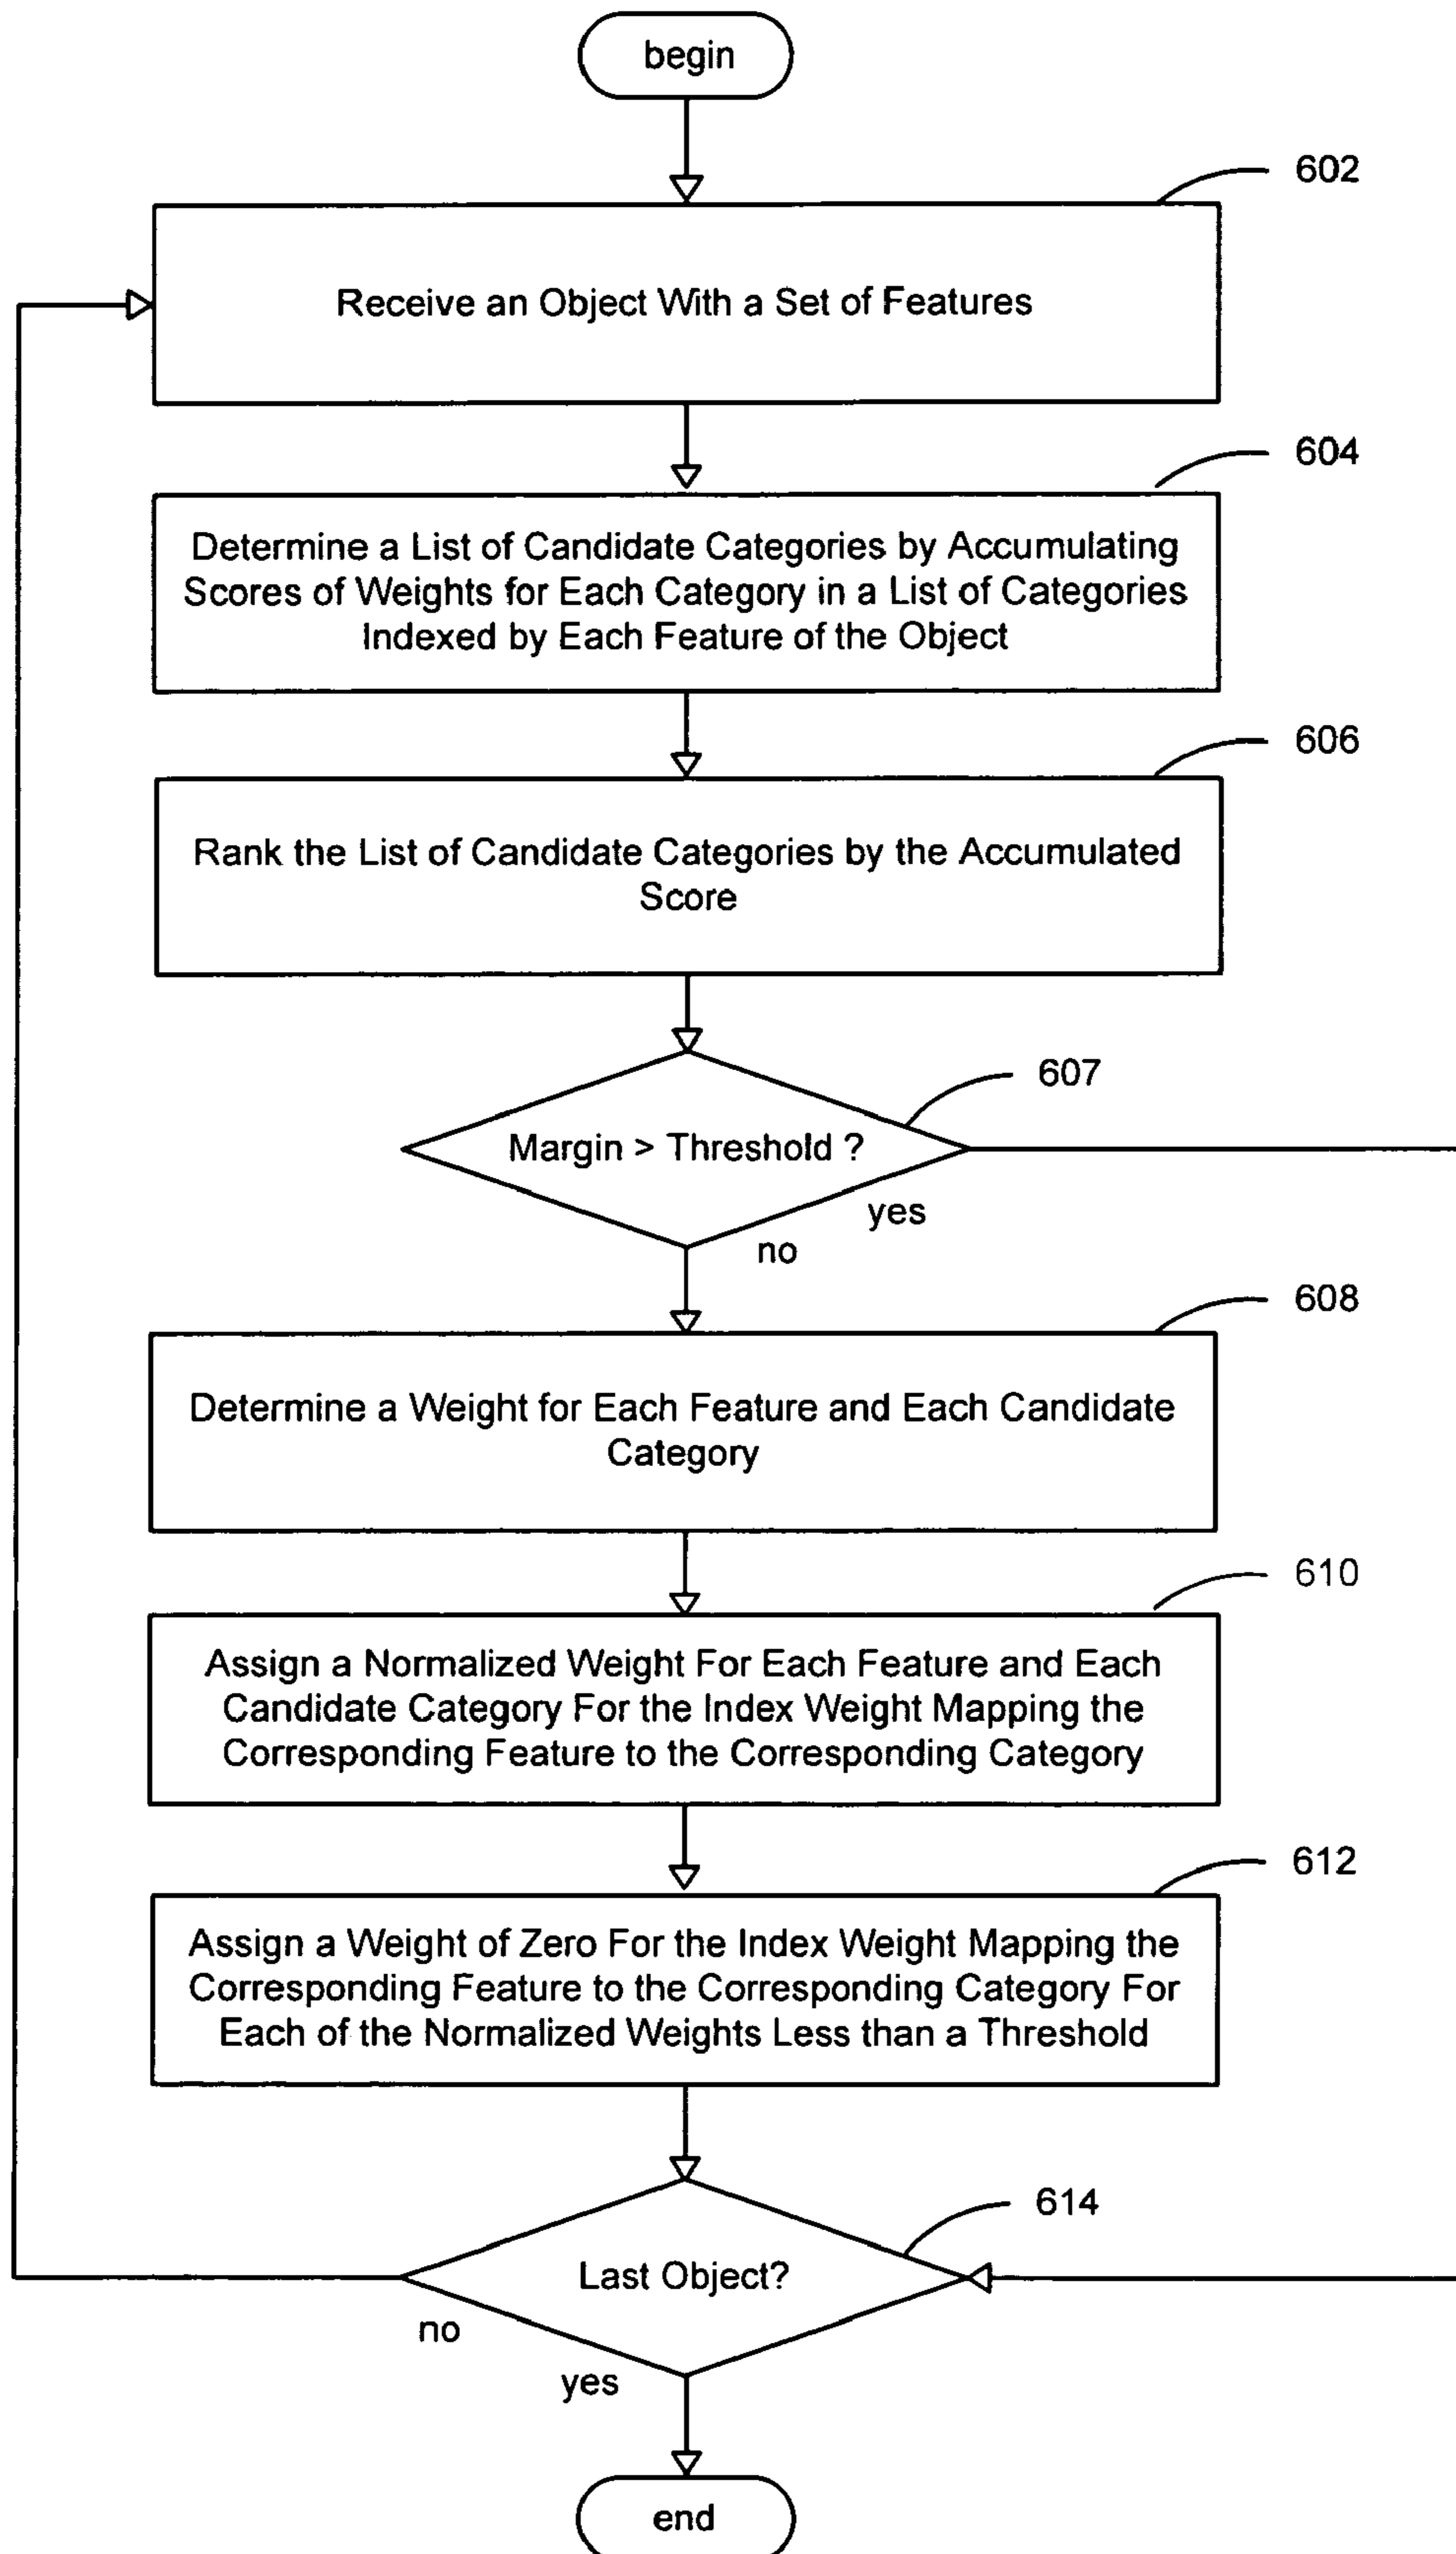 begin
602
Receive an Object With a Set of Features
604
Determine a List of Candidate Categories by Accumulating
Scores of Weights for Each Category in a List of Categories
Indexed by Each Feature of the Object
606
Rank the List of Candidate Categories by the Accumulated
Score
607
Margin > Threshold ?
yes
no
608
Determine a Weight for Each Feature and Each Candidate
Category
610
Assign a Normalized Weight For Each Feature and Each
Candidate Category For the Index Weight Mapping the
Corresponding Feature to the Corresponding Category
612
Assign a Weight of Zero For the Index Weight Mapping the
Corresponding Feature to the Corresponding Category For
Each of the Normalized Weights Less than a Threshold
614
Last Object?
no
yes
end